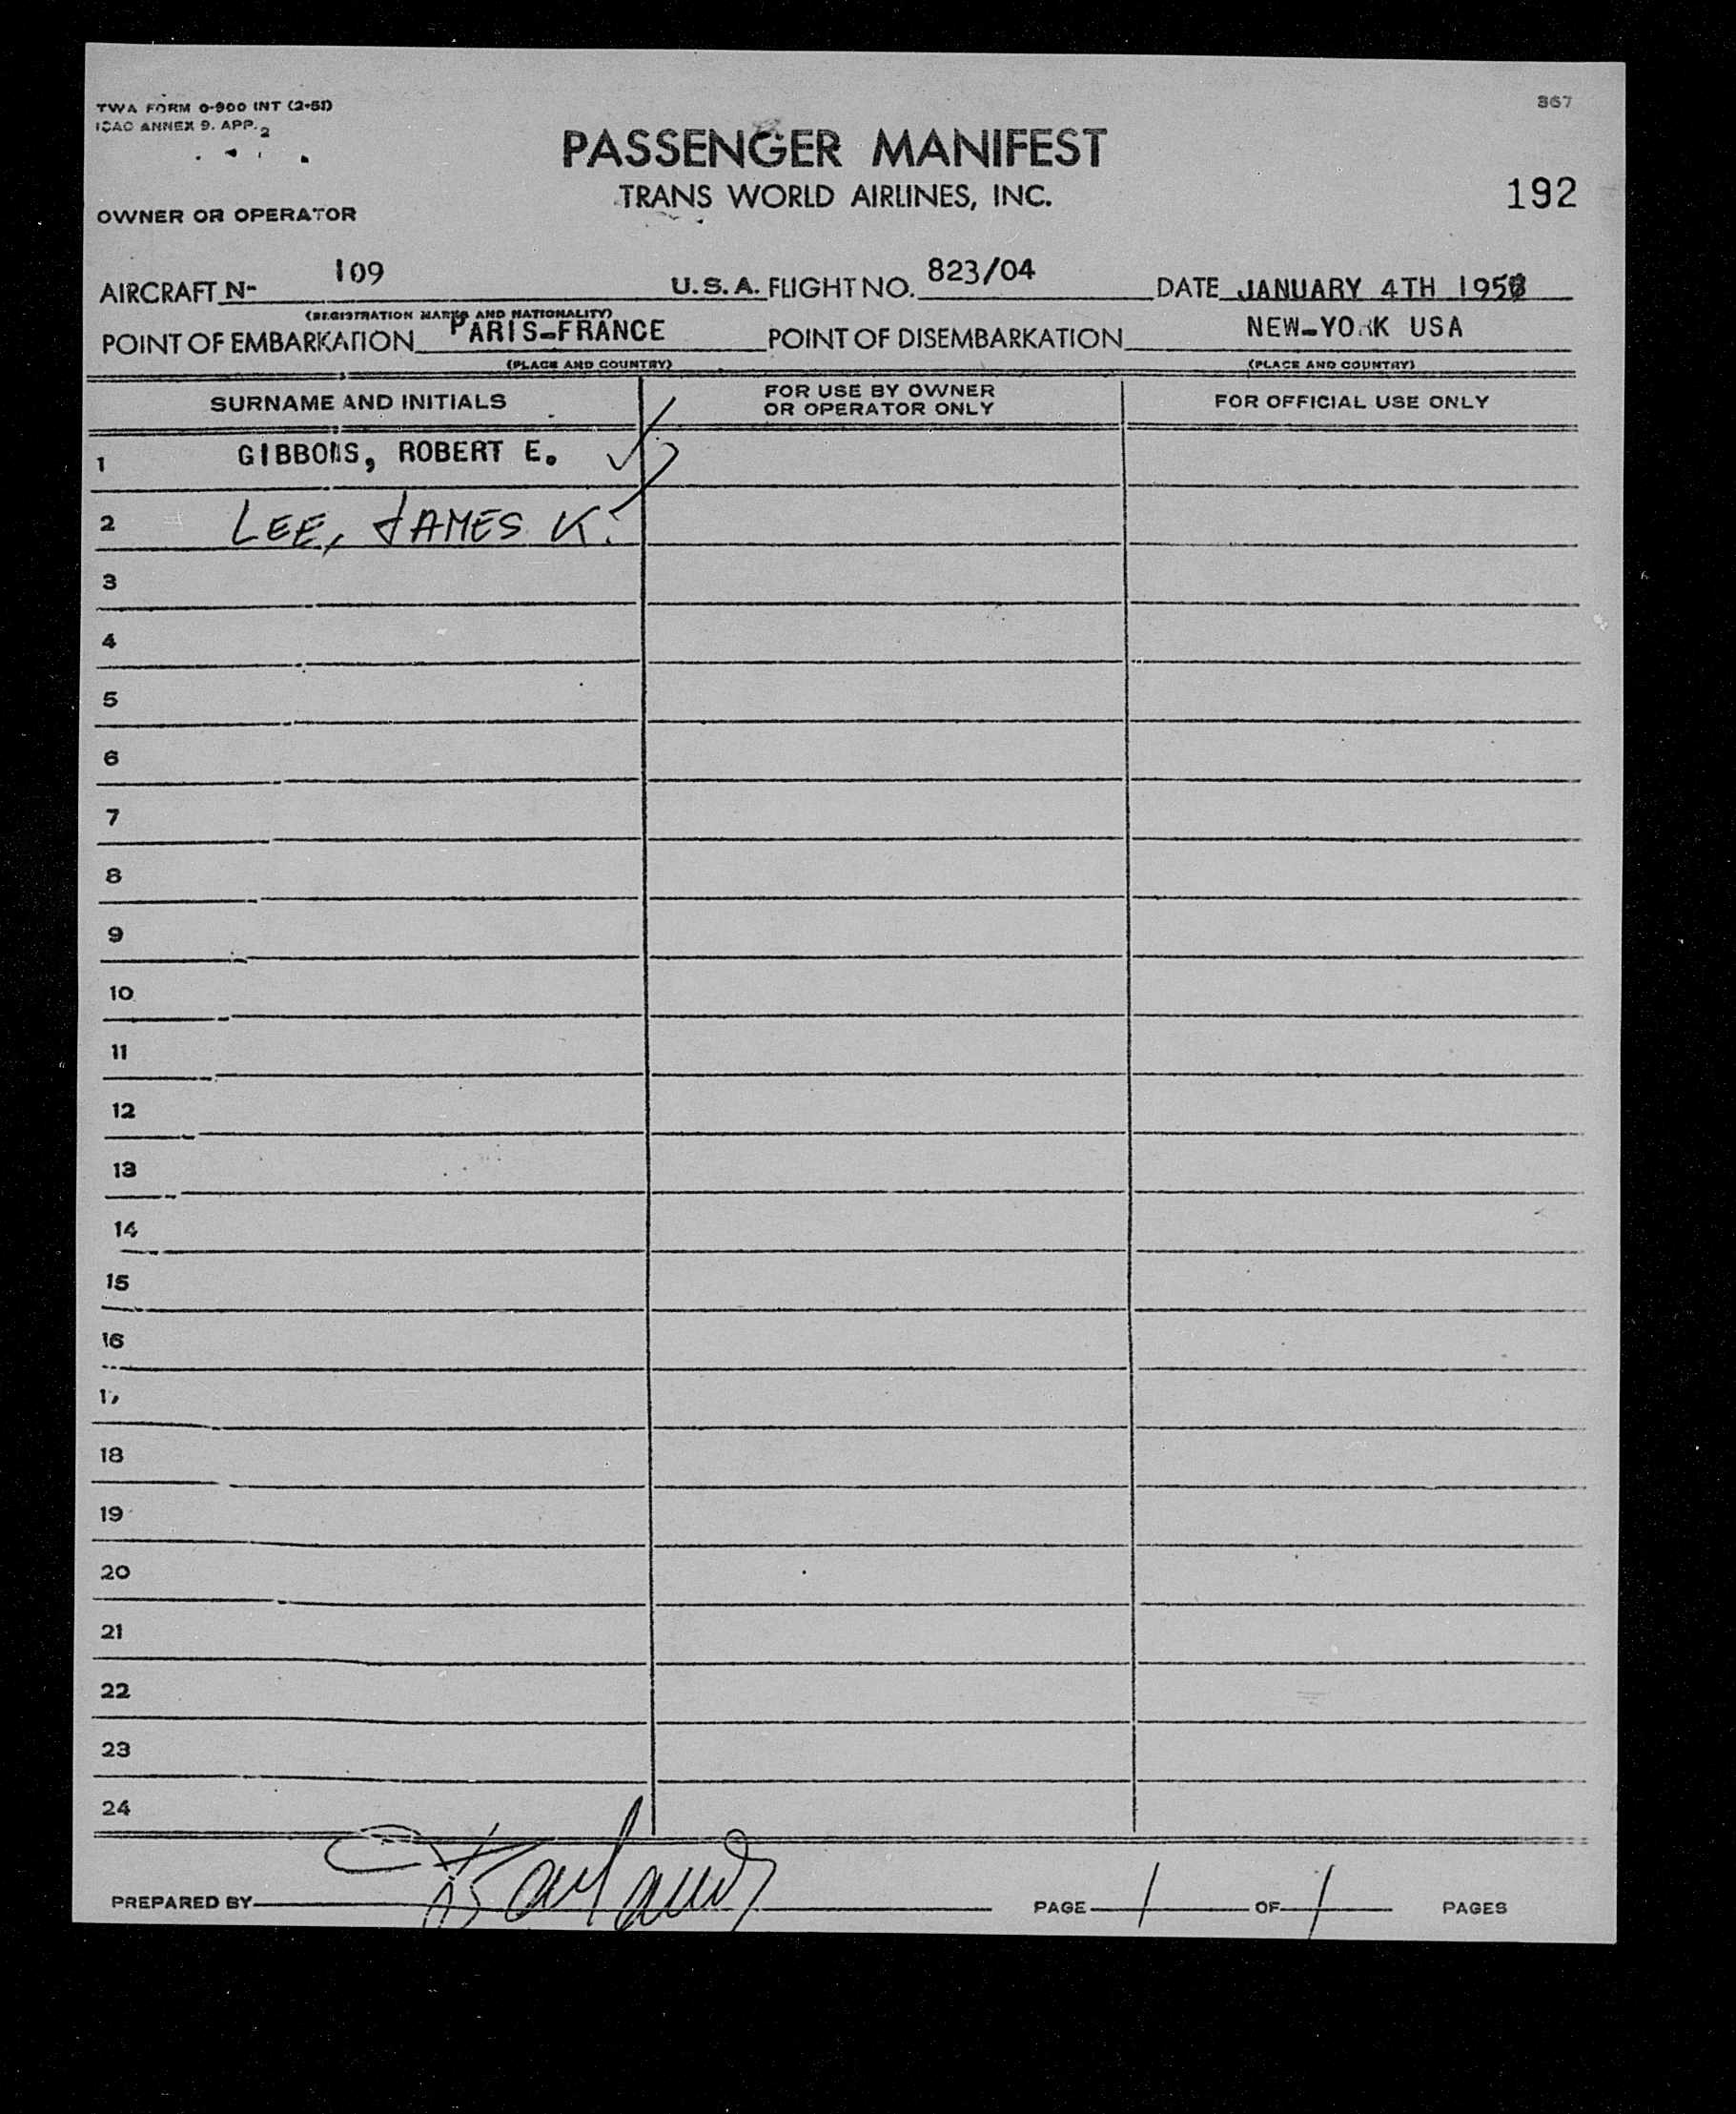 TWA FORM 0-900 INT (2-51)
ICAO ANNEX 9. APP. 2
367
PASSENGER MANIFEST
TRANS WORLD AIRLINES, INC.
192
OWNER OR OPERATOR
AIRCRAFT N- 109 U.S.A. FLIGHT NO. 823/04 DATE JANUARY 4TH
(REGISTRATION MARKS AND NATIONALITY)
POINT OF EMBARKATION PARIS-FRANCE POINT OF DISEMBARKATION NEW-YORK USA
(PLACE AND COUNTRY) (PLACE AND COUNTRY)
SURNAME AND INITIALS FOR USE BY OWNER OR OPERATOR ONLY FOR OFFICIAL USE ONLY
1 GIBBONS, ROBERT E.
2 LEE, JAMES K.
3
4
5
6
7
8
9
10
11
12
13
14
15
16
17
18
19
20
21
22
23
24
PREPARED BY PAGE 1 OF 1 PAGES